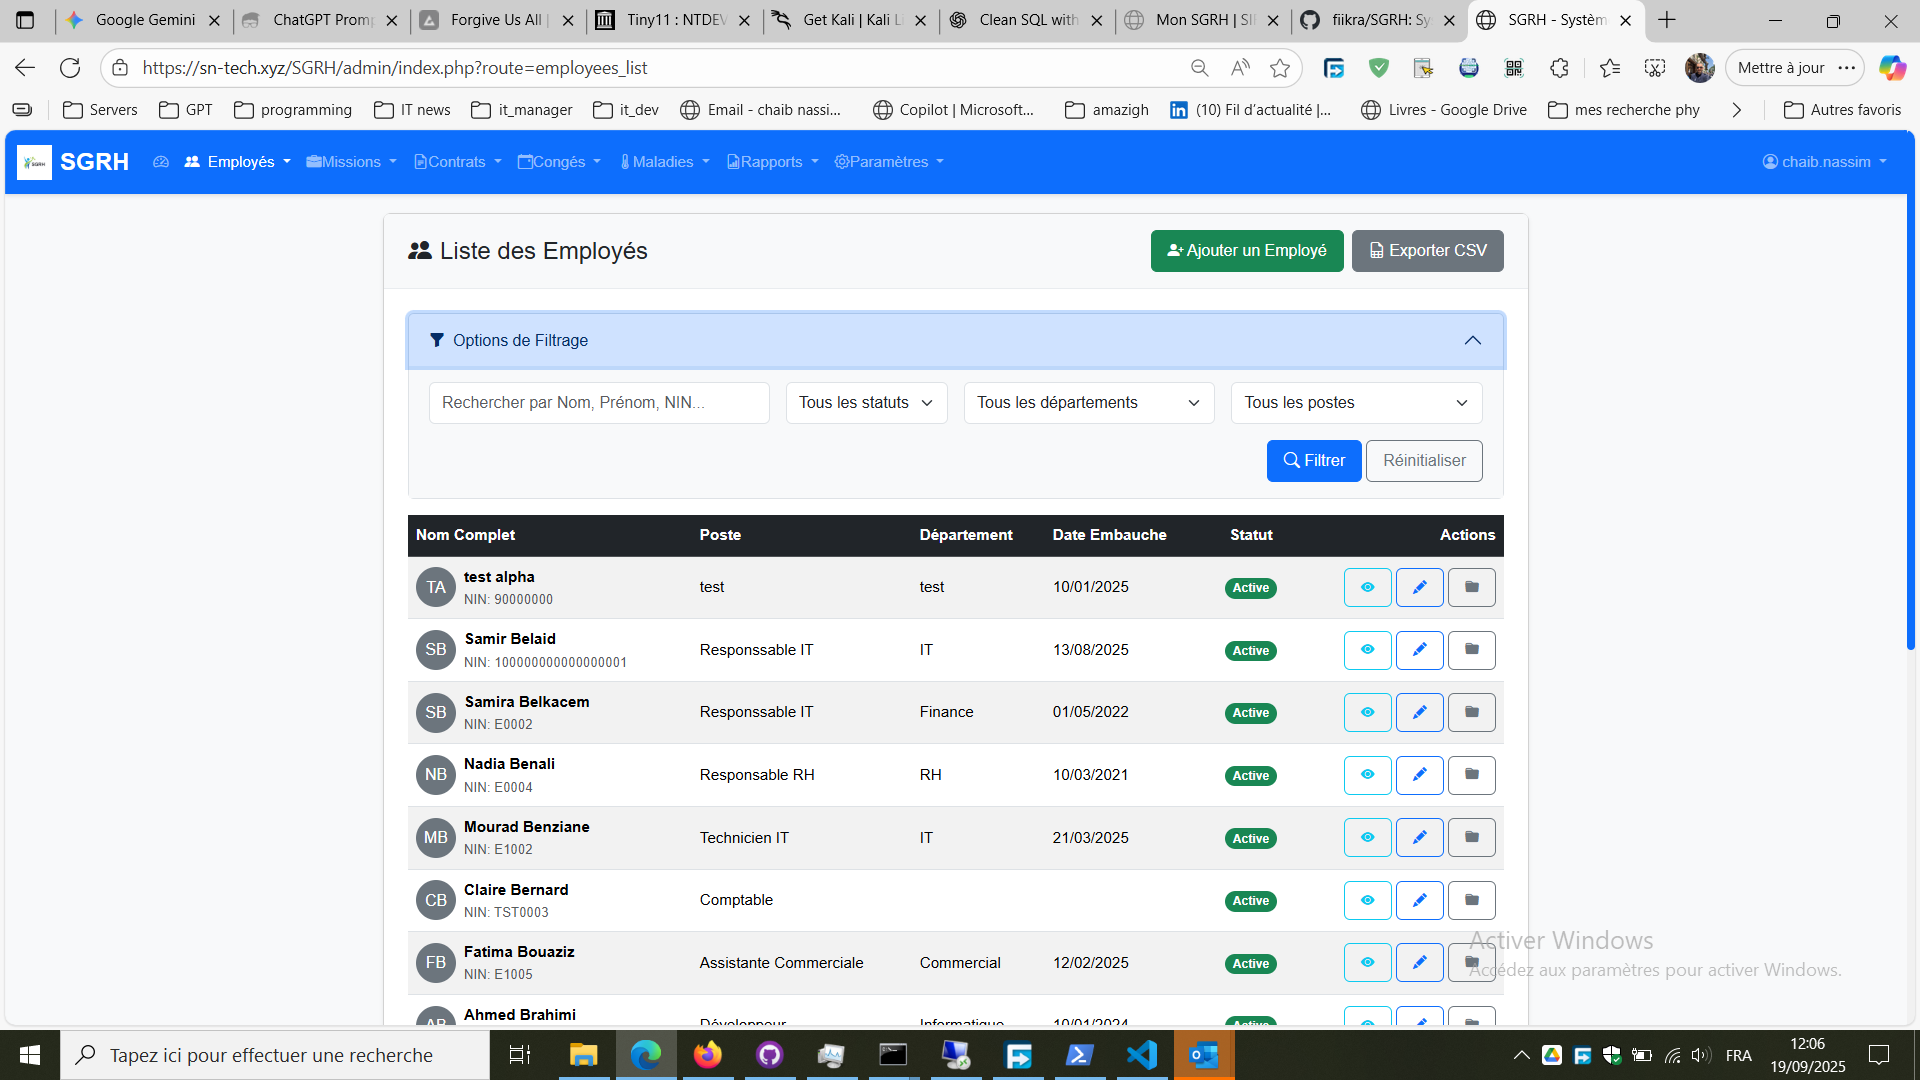 Google Gemini
ChatGPT Promp
Forgive Us All |
Tiny11 : NTDEV
Get Kali | Kali Li
Clean SQL with
Mon SGRH | SI
fiikra/SGRH: Sy
SGRH - Systèm
https://sn-tech.xyz/SGRH/admin/index.php?route=employees_list
Mettre à jour
Servers
GPT
programming
IT news
it_manager
it_dev
Email - chaib nassi...
Copilot | Microsoft...
amazigh
(10) Fil d’actualité |...
Livres - Google Drive
mes recherche phy
Autres favoris
SGRH
Employés
Missions
Contrats
Congés
Maladies
Rapports
Paramètres
chaib.nassim
Liste des Employés
Ajouter un Employé
Exporter CSV
Options de Filtrage
Rechercher par Nom, Prénom, NIN...
Tous les statuts
Tous les départements
Tous les postes
Filtrer
Réinitialiser
Nom Complet Poste Département Date Embauche Statut Actions
TA test alpha test test 10/01/2025 Active
NIN: 90000000
SB Samir Belaid Responssable IT IT 13/08/2025 Active
NIN: 100000000000000001
SB Samira Belkacem Responssable IT Finance 01/05/2022 Active
NIN: E0002
NB Nadia Benali Responsable RH RH 10/03/2021 Active
NIN: E0004
MB Mourad Benziane Technicien IT IT 21/03/2025 Active
NIN: E1002
CB Claire Bernard Comptable Active
NIN: TST0003
FB Fatima Bouaziz Assistante Commerciale Commercial 12/02/2025 Active
NIN: E1005
AB Ahmed Brahimi Développeur Informatique 10/01/2024 Active
Activer Windows
Accédez aux paramètres pour activer Windows.
Tapez ici pour effectuer une recherche
FRA
12:06
19/09/2025